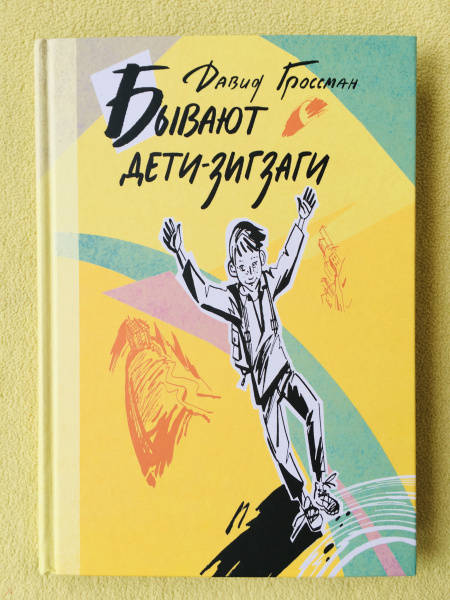 Давид Гроссман
Бывают
дети-зигзаги